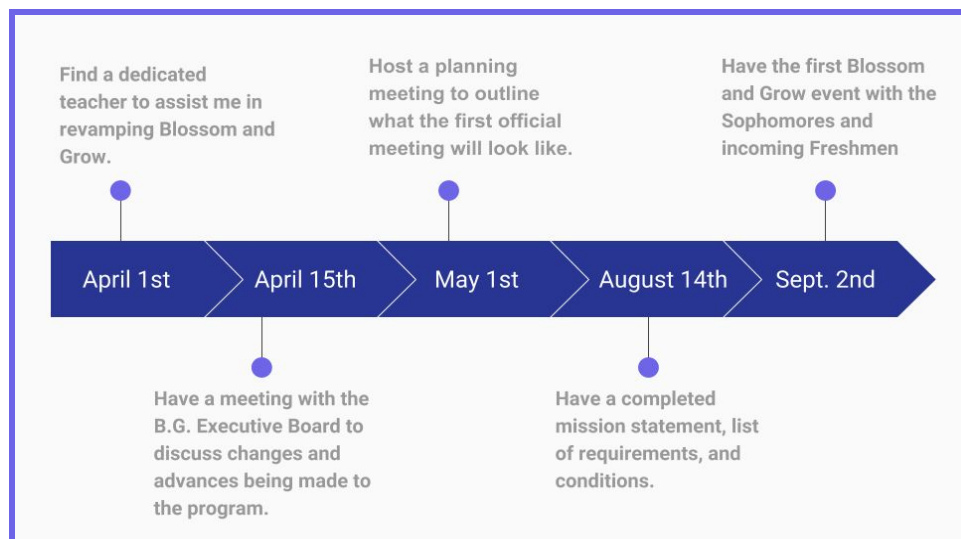 Find a dedicated
teacher to assist me in
revamping Blossom and
Grow.
Host a planning
meeting to outline
what the first official
meeting will look like.
Have the first Blossom
and Grow event with the
Sophomores and
incoming Freshmen
April 1st
April 15th
May 1st
August 14th
Sept. 2nd
Have a meeting with the
B.G. Executive Board to
discuss changes and
advances being made to
the program.
Have a completed
mission statement, list
of requirements, and
conditions.